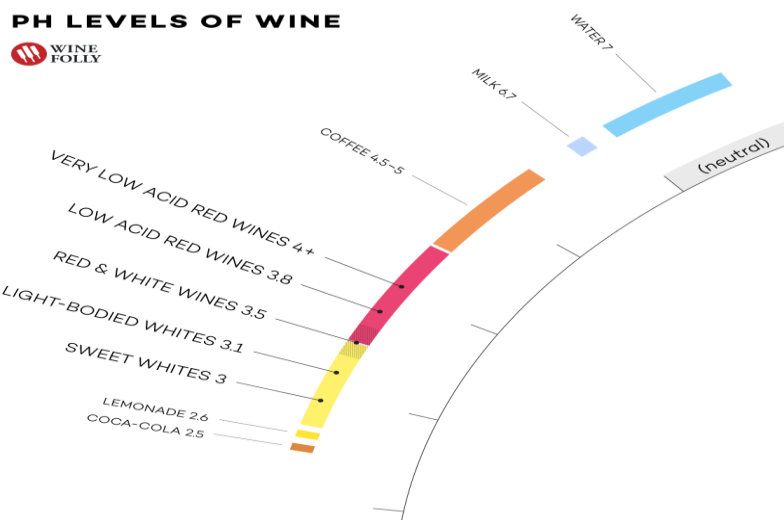 PH LEVELS OF WINE
WINE
FOLLY
WATER 7
MILK 6.7
COFFEE 4.5–5
(neutral)
VERY LOW ACID RED WINES 4+
LOW ACID RED WINES 3.8
RED & WHITE WINES 3.5
LIGHT-BODIED WHITES 3.1
SWEET WHITES 3
LEMONADE 2.6
COCA-COLA 2.5